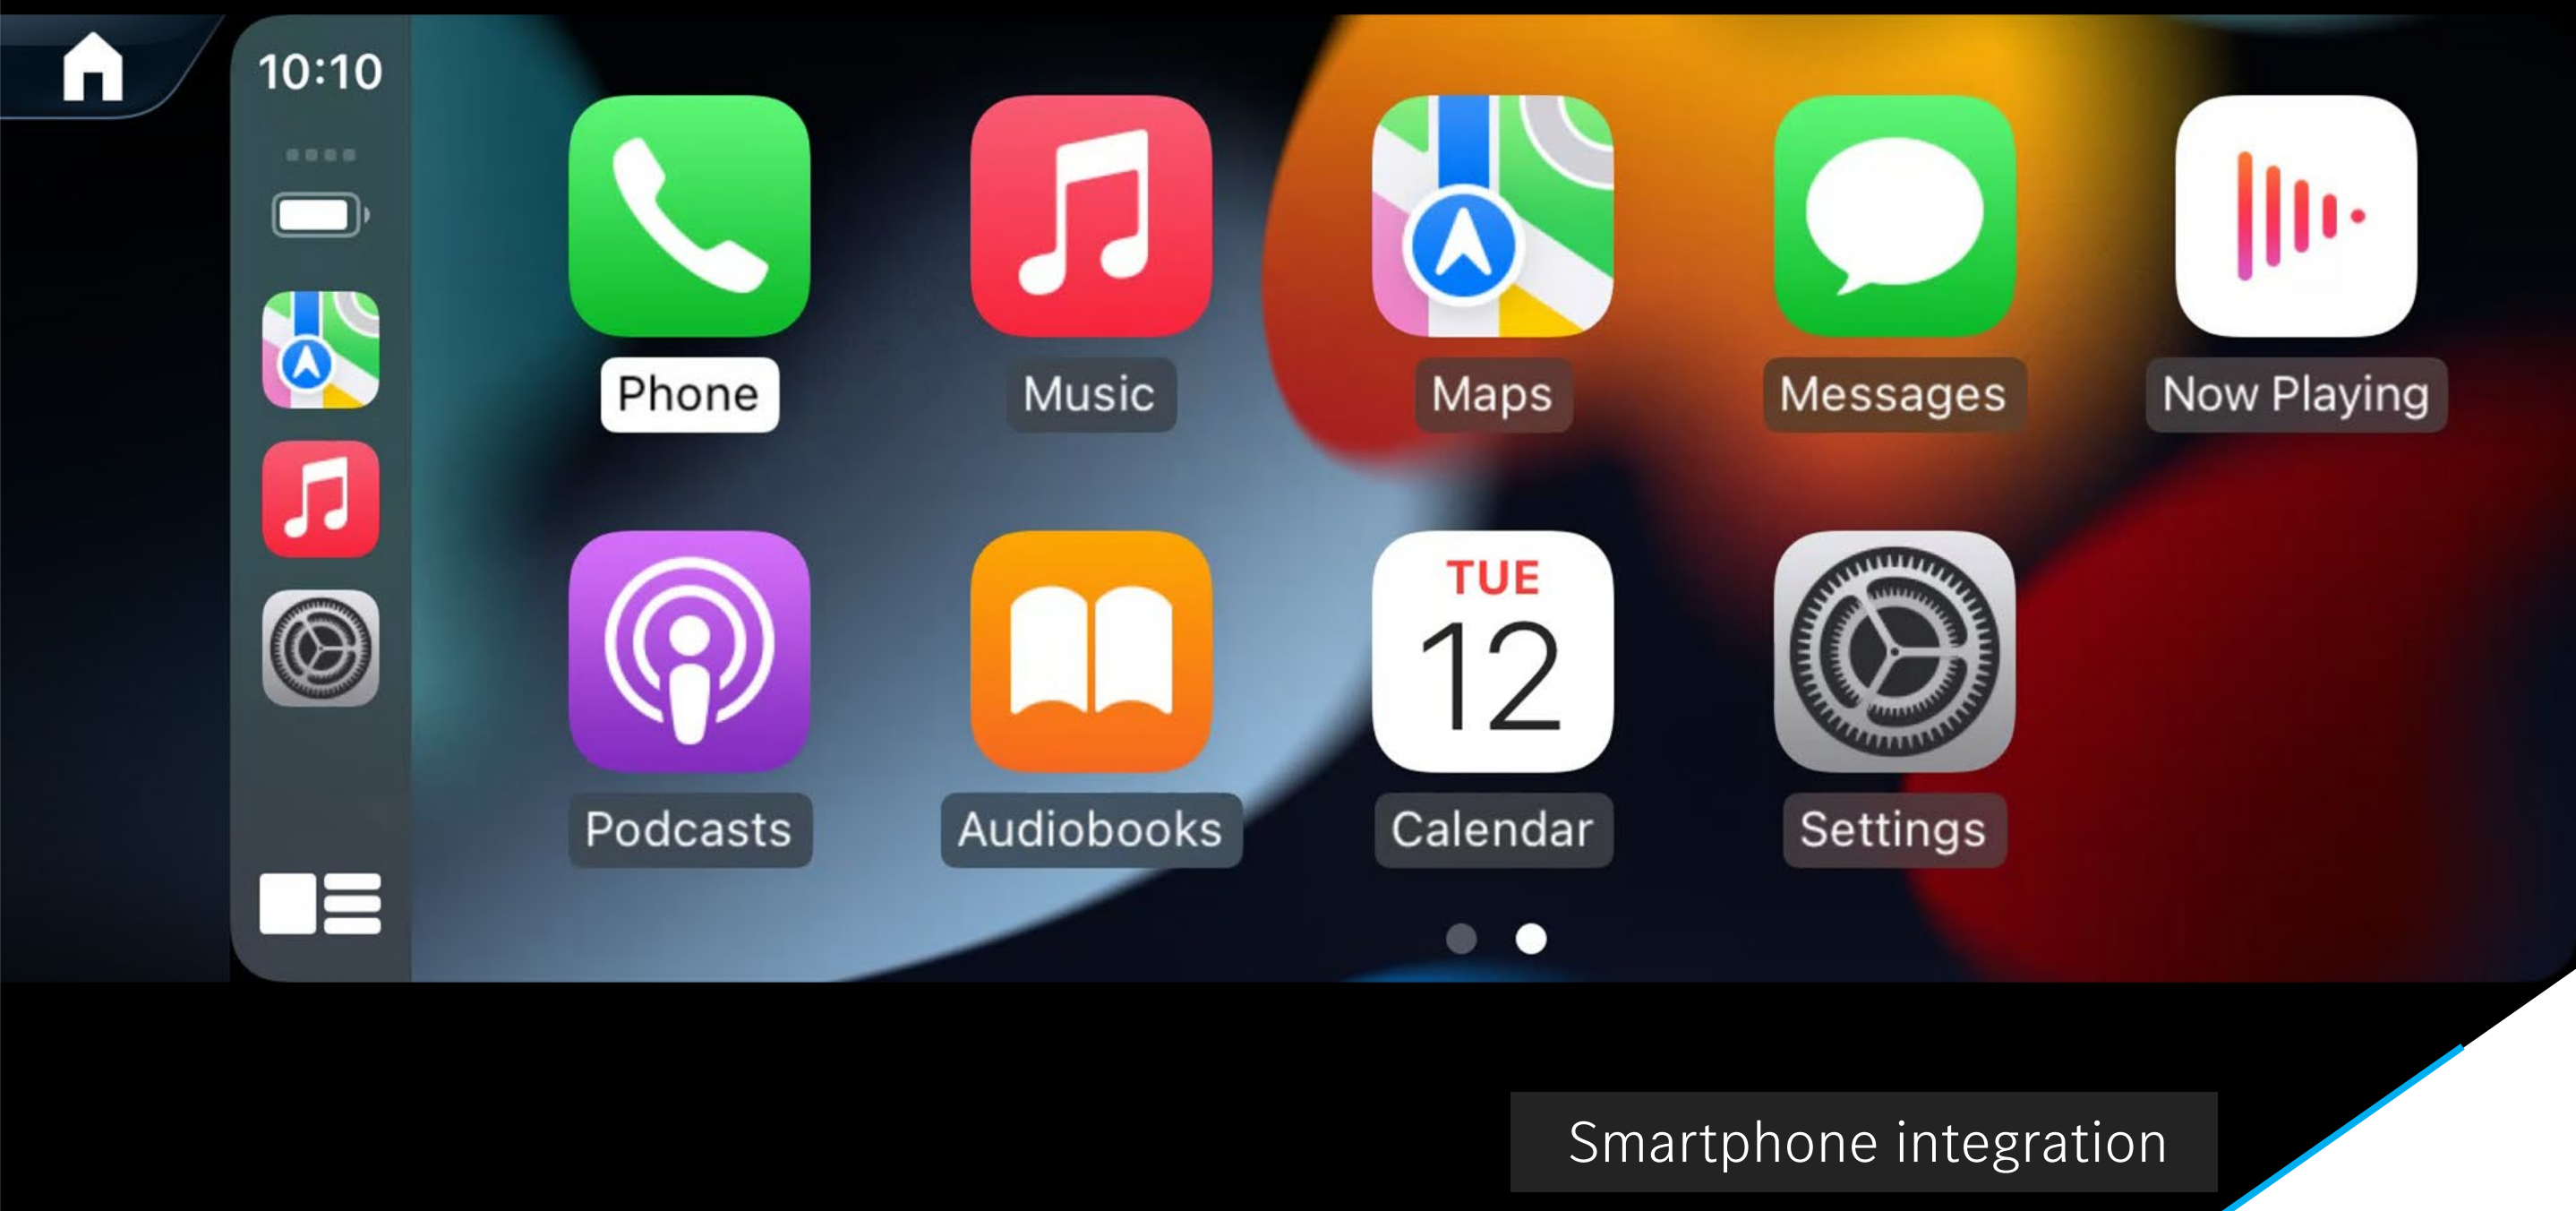 10:10
Phone
Music
Maps
Messages
Now Playing
TUE
12
Podcasts
Audiobooks
Calendar
Settings
Smartphone integration